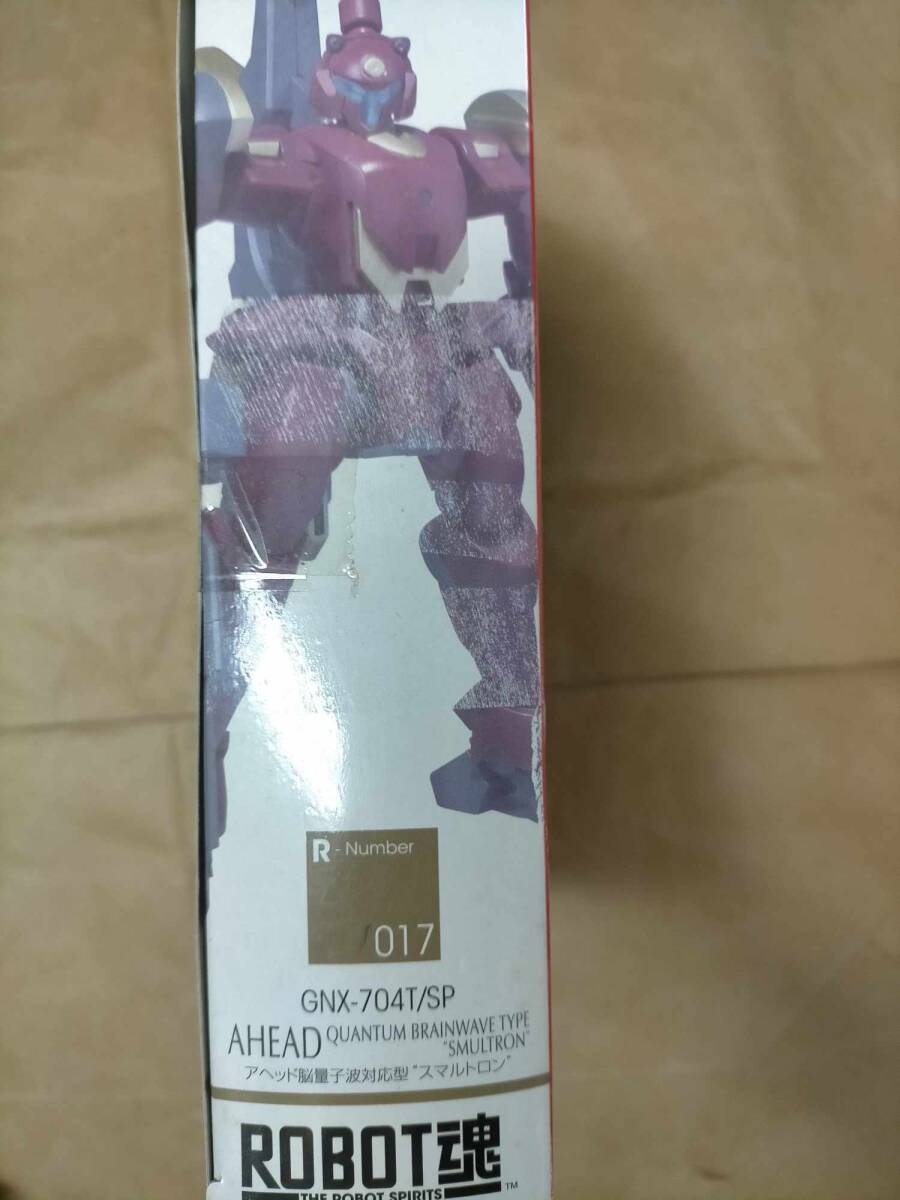 R - Number
017
GNX-704T/SP
AHEAD QUANTUM BRAINWAVE TYPE
"SMULTRON"
アヘッド脳量子波対応型 "スマルトロン"
ROBOT魂
THE ROBOT SPIRITS
TM